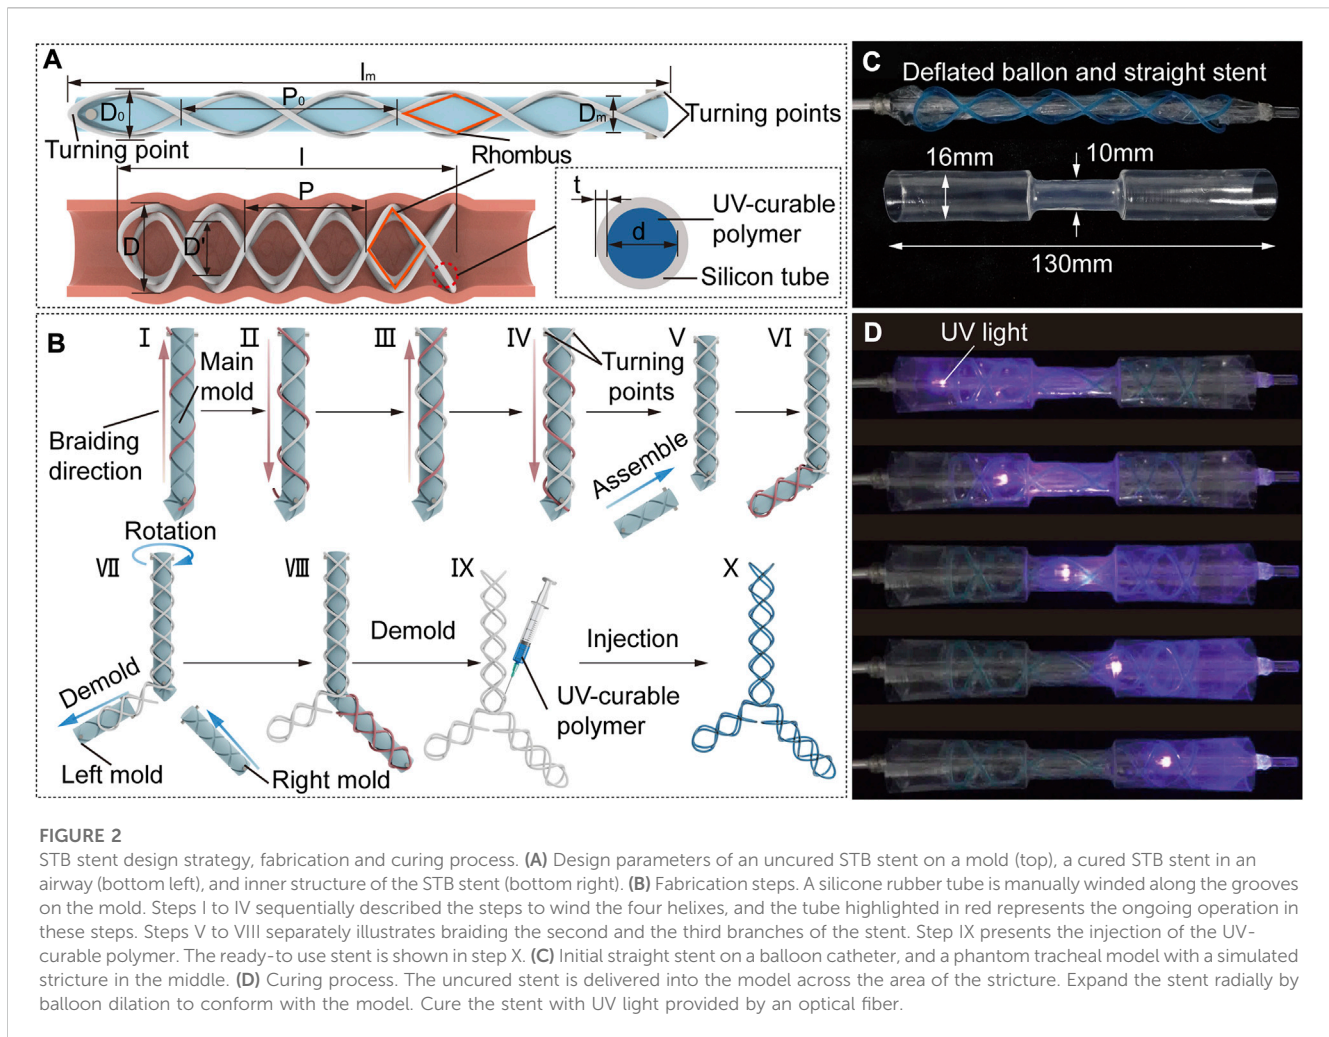 A
lm
D0
P0
Dm
Turning points
Turning point
Rhombus
l
P
D
D'
t
d
UV-curable
polymer
Silicon tube
B
I
II
III
IV
V
VI
Main
mold
Braiding
direction
Turning
points
Assemble
Rotation
VII
VIII
IX
X
Demold
Left mold
Right mold
Demold
UV-curable
polymer
Injection
C
Deflated ballon and straight stent
16mm
10mm
130mm
D
UV light
FIGURE 2
STB stent design strategy, fabrication and curing process. (A) Design parameters of an uncured STB stent on a mold (top), a cured STB stent in an
airway (bottom left), and inner structure of the STB stent (bottom right). (B) Fabrication steps. A silicone rubber tube is manually winded along the grooves
on the mold. Steps I to IV sequentially described the steps to wind the four helixes, and the tube highlighted in red represents the ongoing operation in
these steps. Steps V to VIII separately illustrates braiding the second and the third branches of the stent. Step IX presents the injection of the UV-
curable polymer. The ready-to use stent is shown in step X. (C) Initial straight stent on a balloon catheter, and a phantom tracheal model with a simulated
stricture in the middle. (D) Curing process. The uncured stent is delivered into the model across the area of the stricture. Expand the stent radially by
balloon dilation to conform with the model. Cure the stent with UV light provided by an optical fiber.